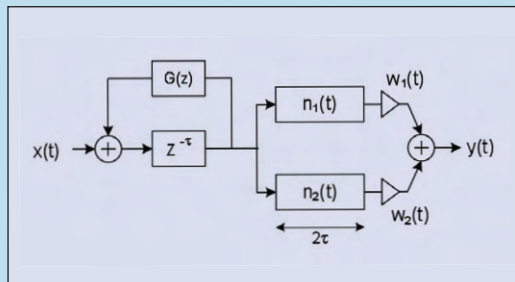 G(z)
x(t)
+
z^-τ
n₁(t)
w₁(t)
n₂(t)
w₂(t)
+
y(t)
2τ